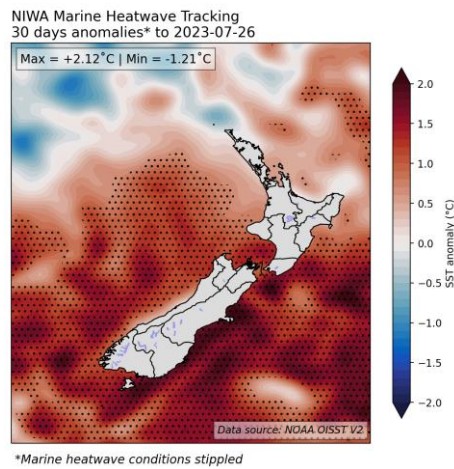 NIWA Marine Heatwave Tracking
30 days anomalies* to 2023-07-26
Max = +2.12˚C | Min = -1.21˚C
2.0
1.5
1.0
0.5
0.0
−0.5
−1.0
−1.5
−2.0
SST anomaly (˚C)
Data source: NOAA OISST V2
*Marine heatwave conditions stippled